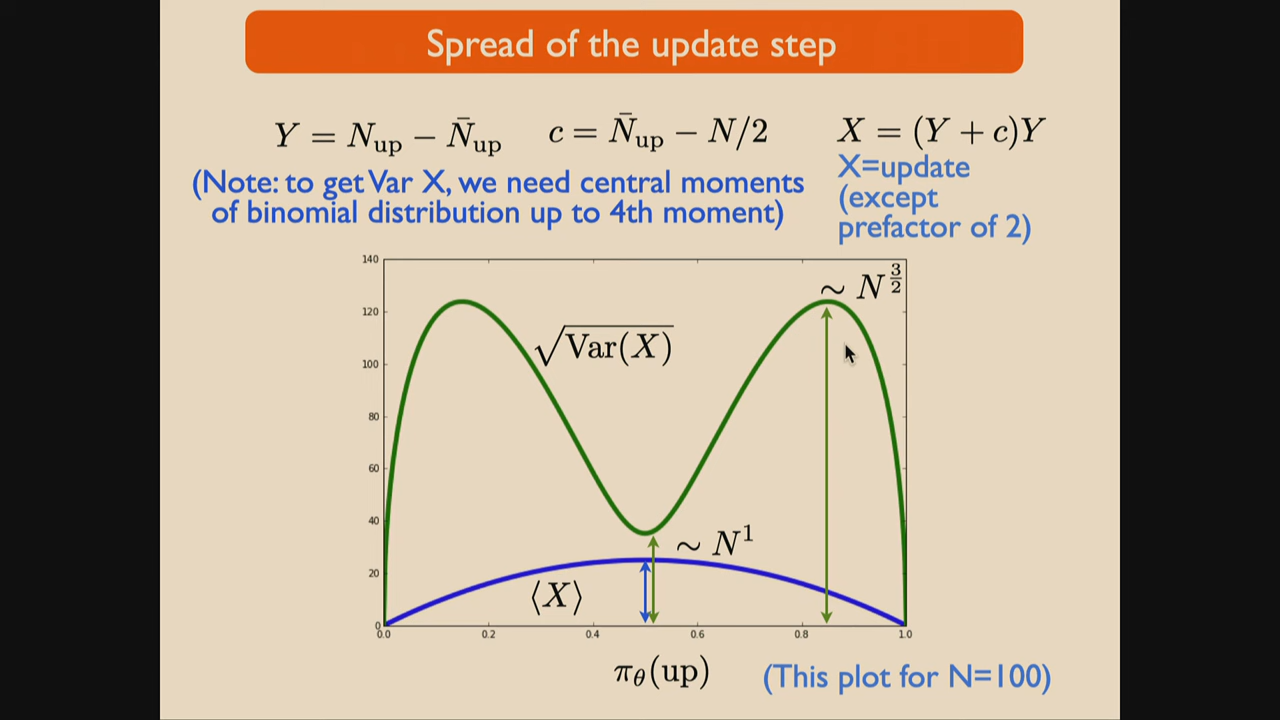 Spread of the update step
Y = N_up − N̄_up    c = N̄_up − N/2    X = (Y + c)Y
(Note: to get Var X, we need central moments
of binomial distribution up to 4th moment)
X=update
(except
prefactor of 2)
∼ N^{3/2}
√Var(X)
∼ N^1
⟨X⟩
140
120
100
80
60
40
20
0
0.0 0.2 0.4 0.6 0.8 1.0
π_θ(up)
(This plot for N=100)